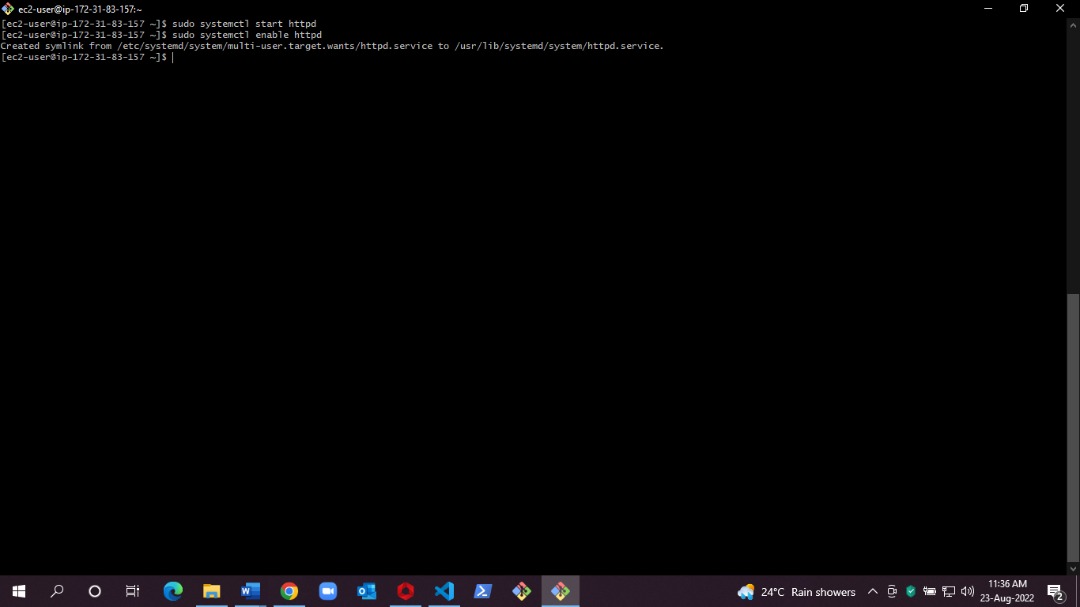 ec2-user@ip-172-31-83-157:~
[ec2-user@ip-172-31-83-157 ~]$ sudo systemctl start httpd
[ec2-user@ip-172-31-83-157 ~]$ sudo systemctl enable httpd
Created symlink from /etc/systemd/system/multi-user.target.wants/httpd.service to /usr/lib/systemd/system/httpd.service.
[ec2-user@ip-172-31-83-157 ~]$
24°C Rain showers
11:36 AM
23-Aug-2022
2